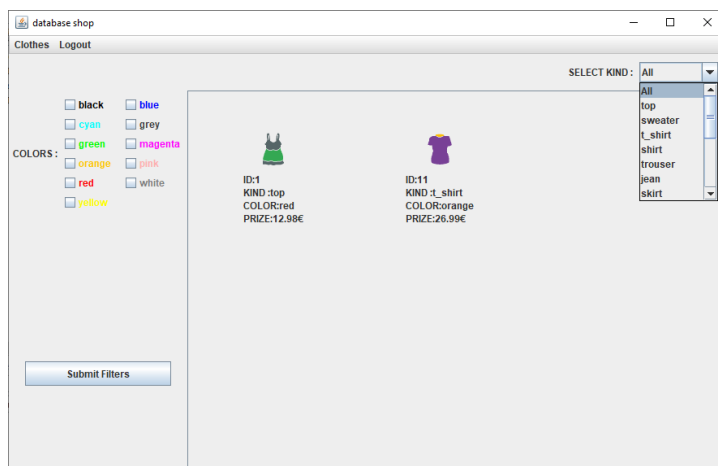 database shop
Clothes Logout
SELECT KIND : All
All
top
sweater
t_shirt
shirt
trouser
jean
skirt
COLORS :
black blue
cyan grey
green magenta
orange pink
red white
yellow
ID:1
KIND :top
COLOR:red
PRIZE:12.98€
ID:11
KIND :t_shirt
COLOR:orange
PRIZE:26.99€
Submit Filters